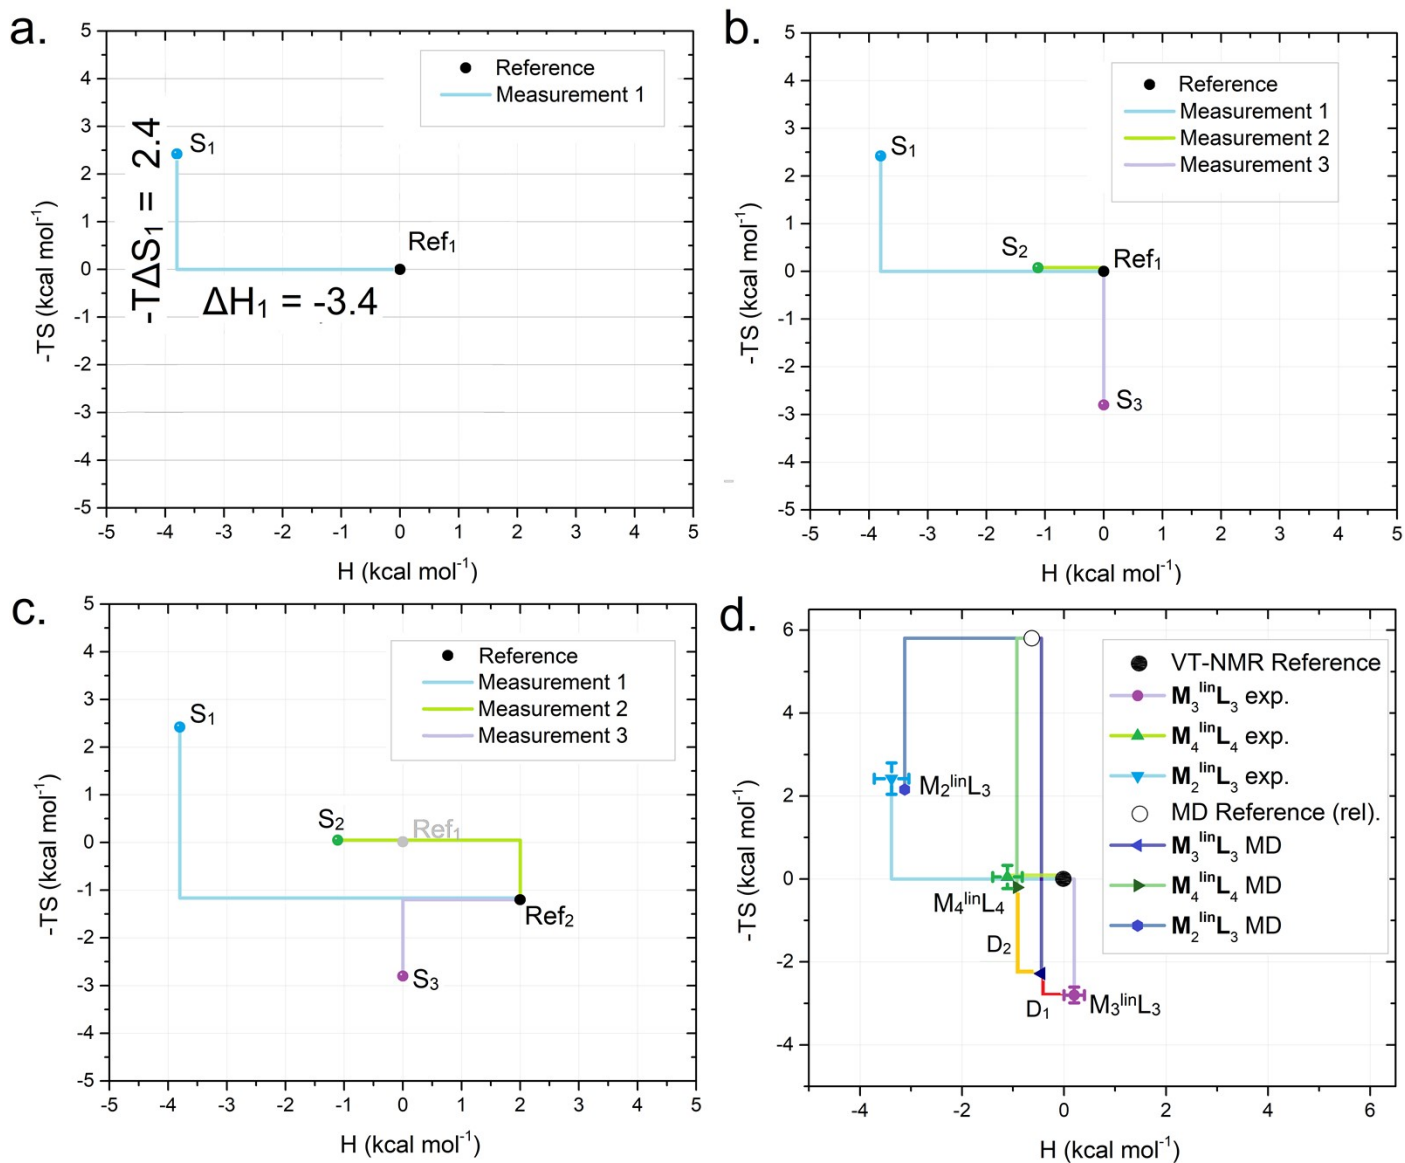 a.
5
4
3
2
1
0
-1
-2
-3
-4
-5
-TS (kcal mol⁻¹)
Reference
Measurement 1
S₁
-TΔS₁ = 2.4
Ref₁
ΔH₁ = -3.4
-5 -4 -3 -2 -1 0 1 2 3 4 5
H (kcal mol⁻¹)
b.
5
4
3
2
1
0
-1
-2
-3
-4
-5
-TS (kcal mol⁻¹)
Reference
Measurement 1
Measurement 2
Measurement 3
S₁
S₂
Ref₁
S₃
-5 -4 -3 -2 -1 0 1 2 3 4 5
H (kcal mol⁻¹)
c.
5
4
3
2
1
0
-1
-2
-3
-4
-5
-TS (kcal mol⁻¹)
Reference
Measurement 1
Measurement 2
Measurement 3
S₁
S₂
Ref₁
Ref₂
S₃
-5 -4 -3 -2 -1 0 1 2 3 4 5
H (kcal mol⁻¹)
d.
6
4
2
0
-2
-4
-TS (kcal mol⁻¹)
VT-NMR Reference
M₃ˡⁱⁿL₃ exp.
M₄ˡⁱⁿL₄ exp.
M₂ˡⁱⁿL₃ exp.
MD Reference (rel).
M₃ˡⁱⁿL₃ MD
M₄ˡⁱⁿL₄ MD
M₂ˡⁱⁿL₃ MD
M₂ˡⁱⁿL₃
M₄ˡⁱⁿL₄
D₂
D₁
M₃ˡⁱⁿL₃
-4 -2 0 2 4 6
H (kcal mol⁻¹)